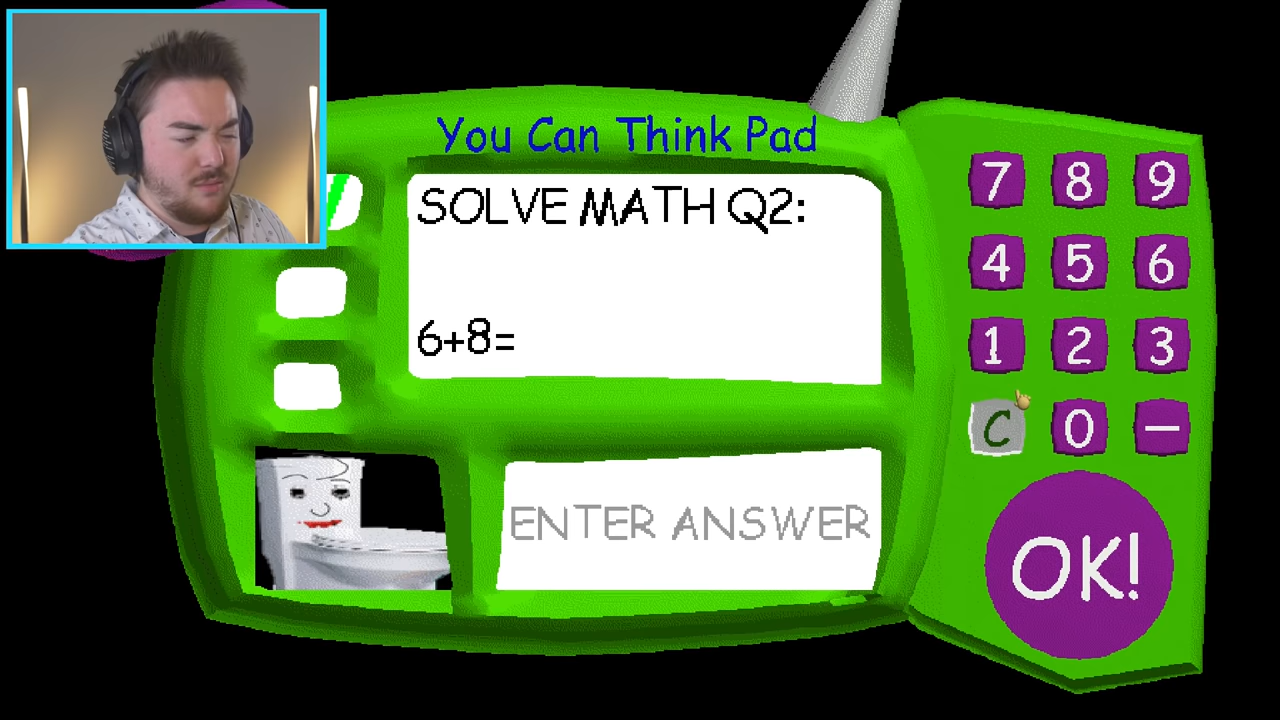 You Can Think Pad
SOLVE MATH Q2:
6+8=
ENTER ANSWER
7 8 9
4 5 6
1 2 3
C 0 –
OK!